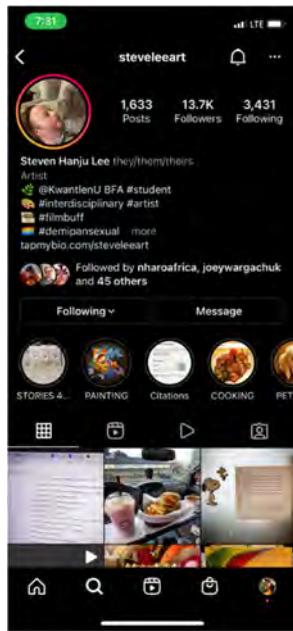 7:31
LTE
steveleeart
1,633 13.7K 3,431
Posts Followers Following
Steven Hanju Lee they/them/theirs
Artist
🌿 @KwantlenU BFA #student
🎨 #interdisciplinary #artist
🎬 #filmbuff
🏳️‍🌈 #demipansexual more
tapmybio.com/steveleeart
Followed by nharoafrica, joeywargachuk
and 45 others
Following Message
STORIES 4... PAINTING Citations COOKING PET